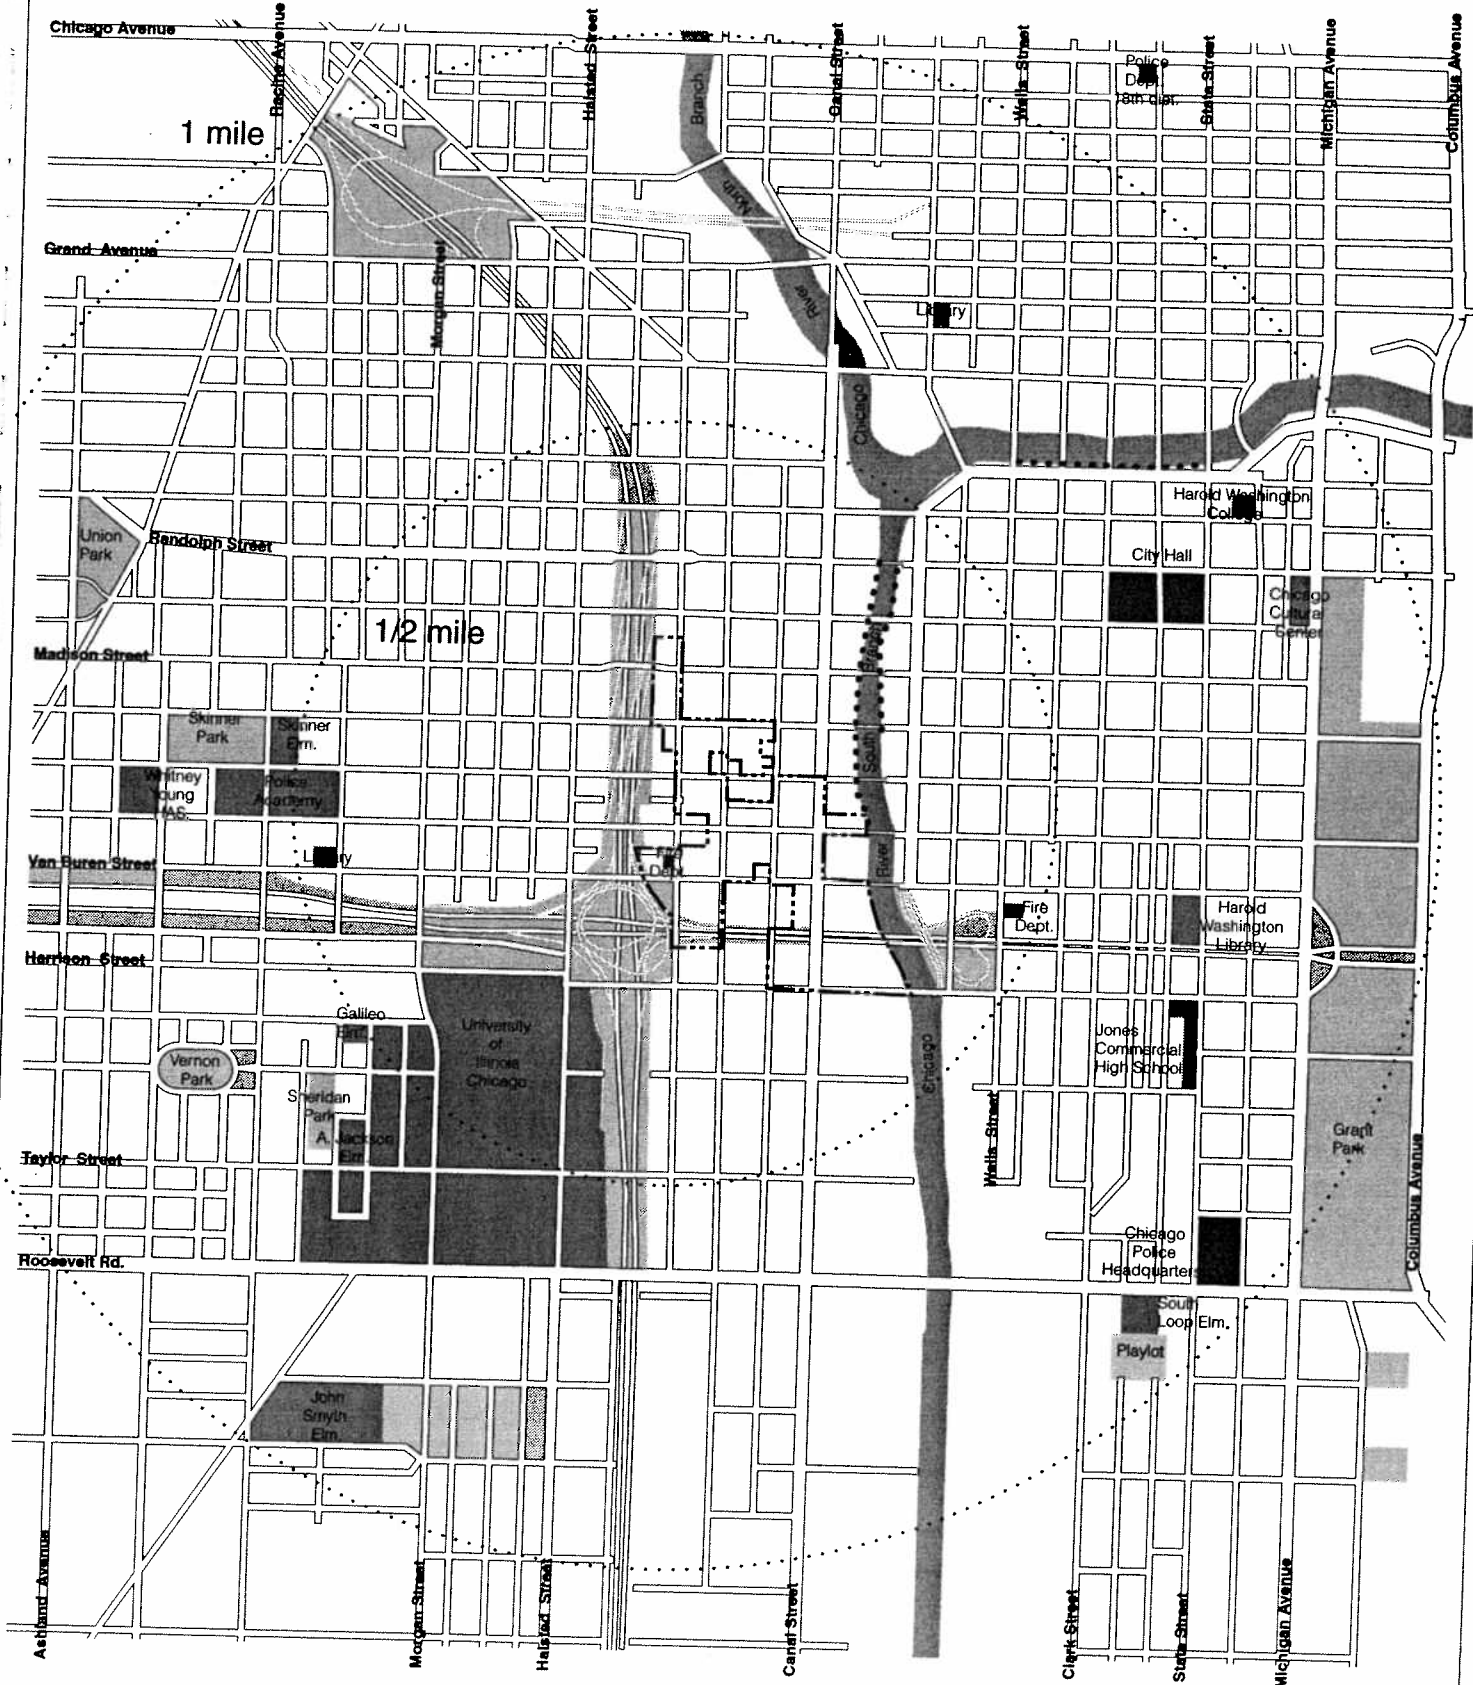 Chicago Avenue
Racine Avenue
Halsted Street
Canal Street
Wells Street
Police
Dept.
18th dist.
State Street
Michigan Avenue
Columbus Avenue
1 mile
Branch
North
River
Grand Avenue
Morgan Street
Library
Chicago
Harold Washington
College
Union
Park
Randolph Street
City Hall
Chicago
Cultural
Center
1/2 mile
Madison Street
Branch
South
River
Skinner
Park
Skinner
Elm.
Whitney
Young
HAS.
Police
Academy
Van Buren Street
Library
Fire
Dept.
Fire
Dept.
Harold
Washington
Library
Harrison Street
Galileo
Elm.
University
of
Illinois
Chicago
Vernon
Park
Sheridan
Park
A. Jackson
Elm.
Chicago
Jones
Commercial
High School
Wells Street
Grant
Park
Taylor Street
Columbus Avenue
Roosevelt Rd.
Chicago
Police
Headquarters
South
Loop Elm.
Playlot
John
Smyth
Elm.
Ashland Avenue
Morgan Street
Halsted Street
Canal Street
Clark Street
State Street
Michigan Avenue